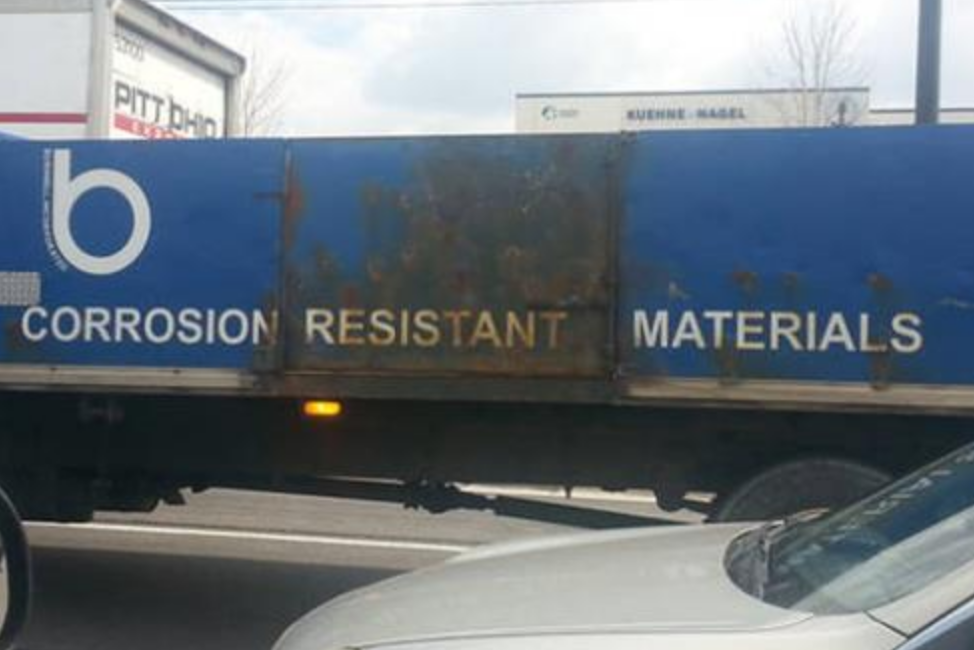 PITT OHIO
KUEHNE + NAGEL
b
CORROSION RESISTANT MATERIALS